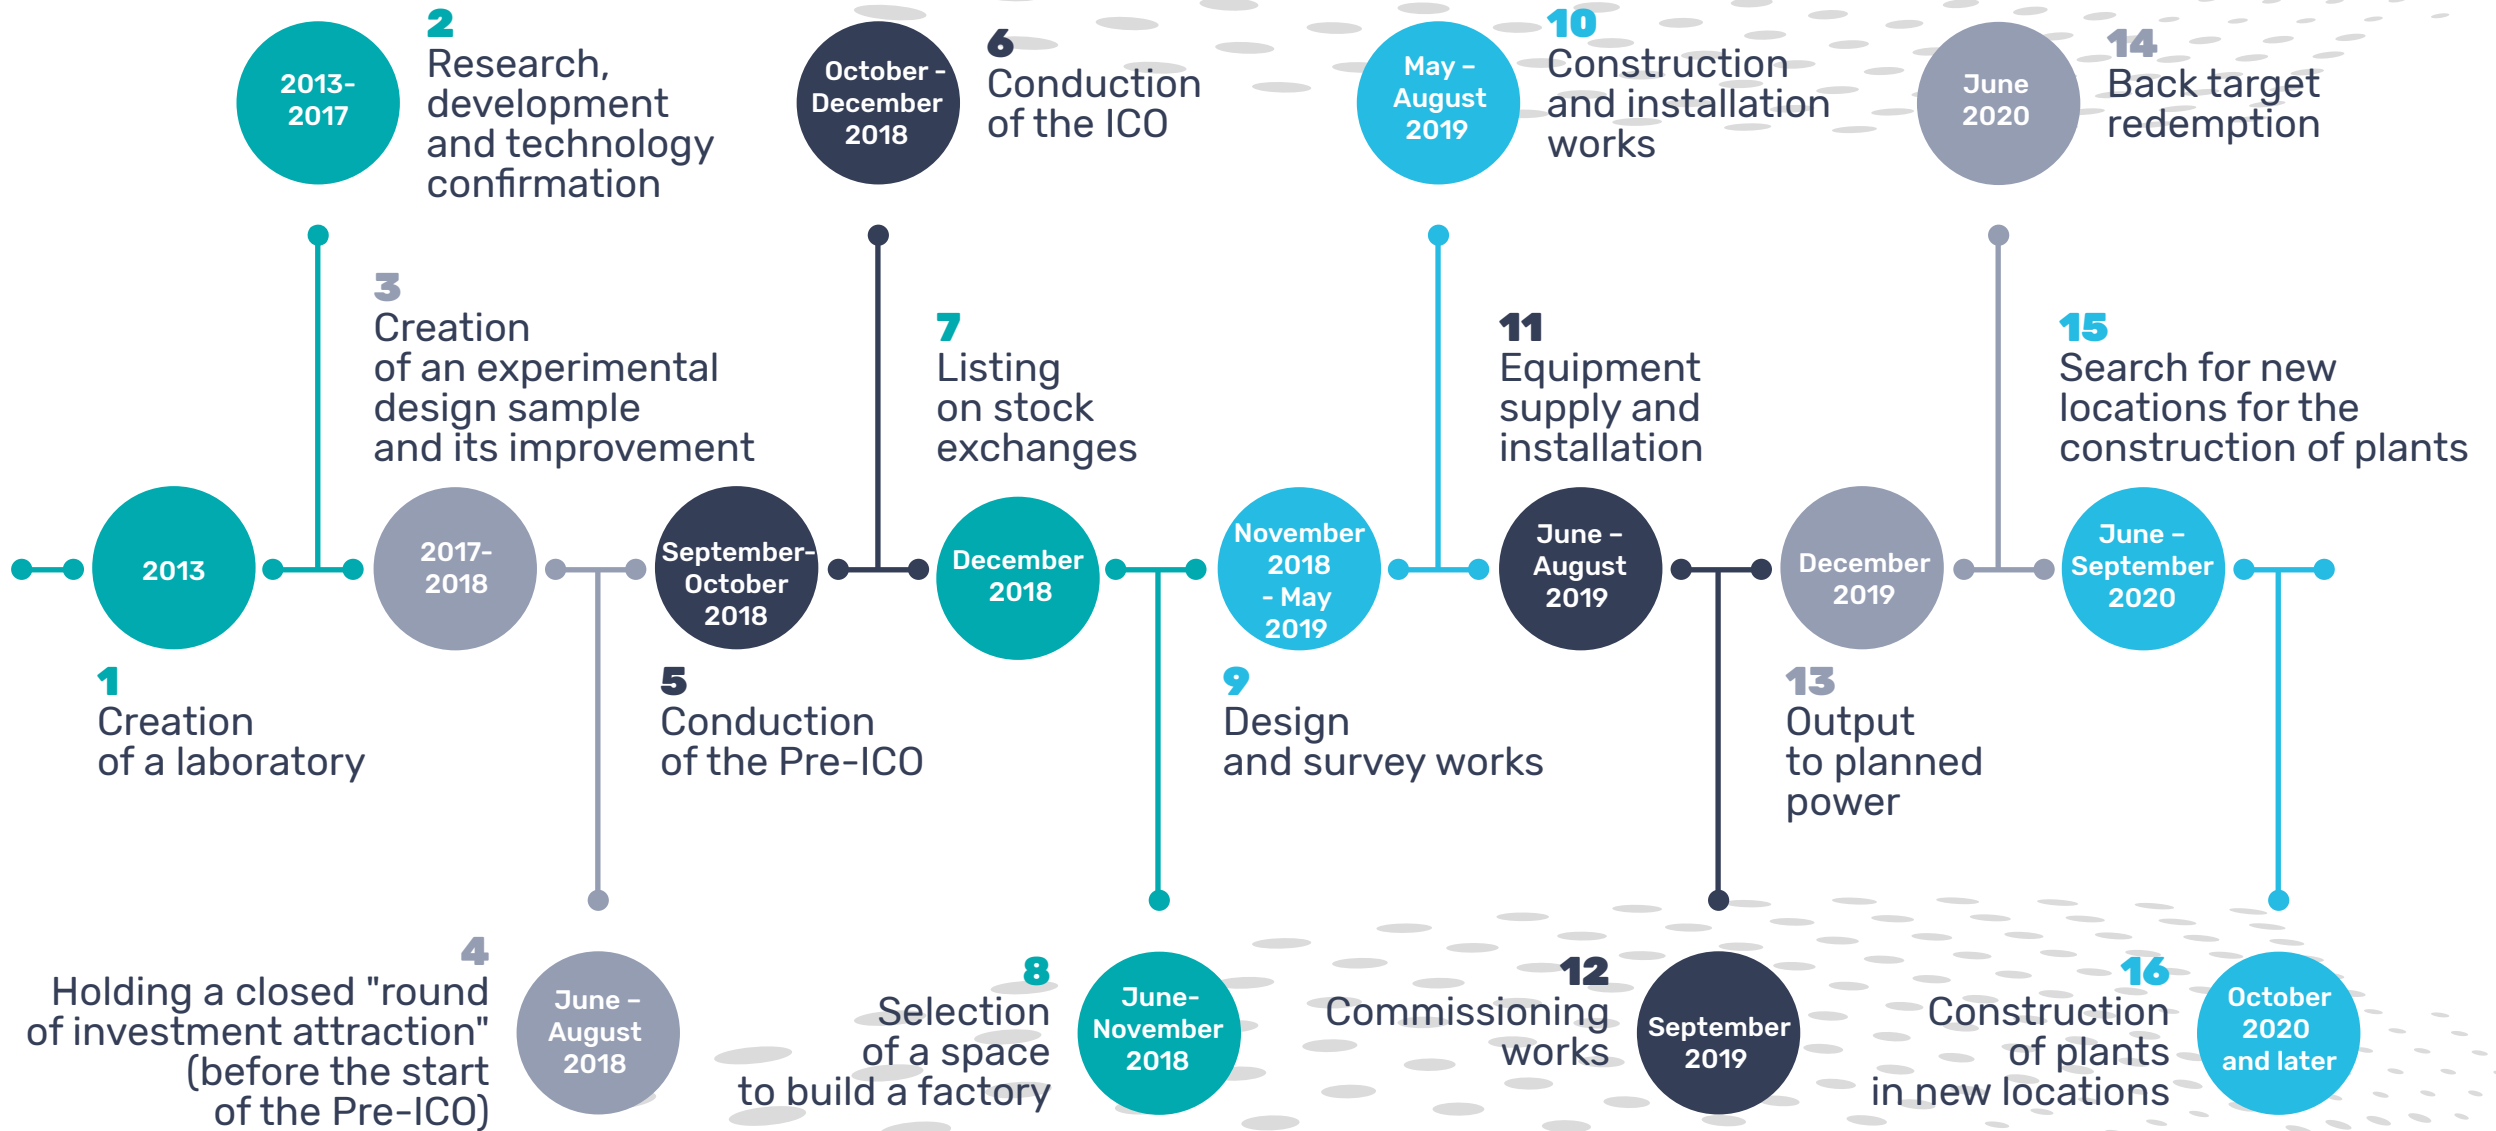 2013
1
Creation
of a laboratory
2013-
2017
2
Research,
development
and technology
confirmation
2017-
2018
3
Creation
of an experimental
design sample
and its improvement
June –
August
2018
4
Holding a closed "round
of investment attraction"
(before the start
of the Pre-ICO)
September-
October
2018
5
Conduction
of the Pre-ICO
October -
December
2018
6
Conduction
of the ICO
December
2018
7
Listing
on stock
exchanges
June-
November
2018
8
Selection
of a space
to build a factory
November
2018
- May
2019
9
Design
and survey works
May –
August
2019
10
Construction
and installation
works
June –
August
2019
11
Equipment
supply and
installation
September
2019
12
Commissioning
works
December
2019
13
Output
to planned
power
June
2020
14
Back target
redemption
June –
September
2020
15
Search for new
locations for the
construction of plants
October
2020
and later
16
Construction
of plants
in new locations